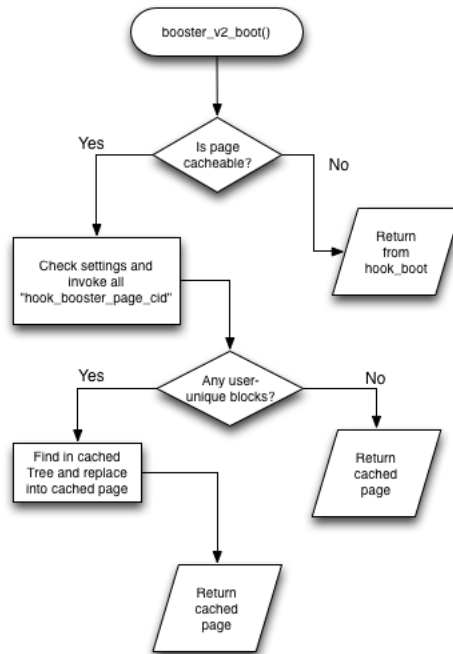 booster_v2_boot()
Is page
cacheable?
Yes
No
Return
from
hook_boot
Check settings and
invoke all
"hook_booster_page_cid"
Any user-
unique blocks?
Yes
No
Find in cached
Tree and replace
into cached page
Return
cached
page
Return
cached
page